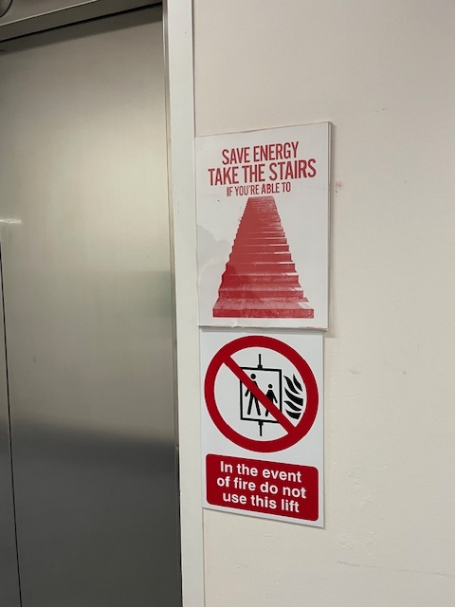 SAVE ENERGY
TAKE THE STAIRS
IF YOU'RE ABLE TO
In the event
of fire do not
use this lift